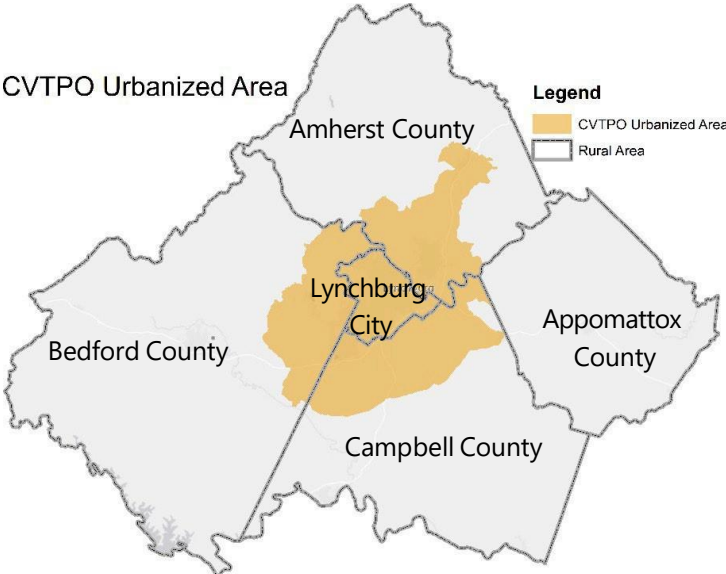 CVTPO Urbanized Area
Legend
CVTPO Urbanized Area
Rural Area
Amherst County
Lynchburg
City
Bedford County
Appomattox
County
Campbell County